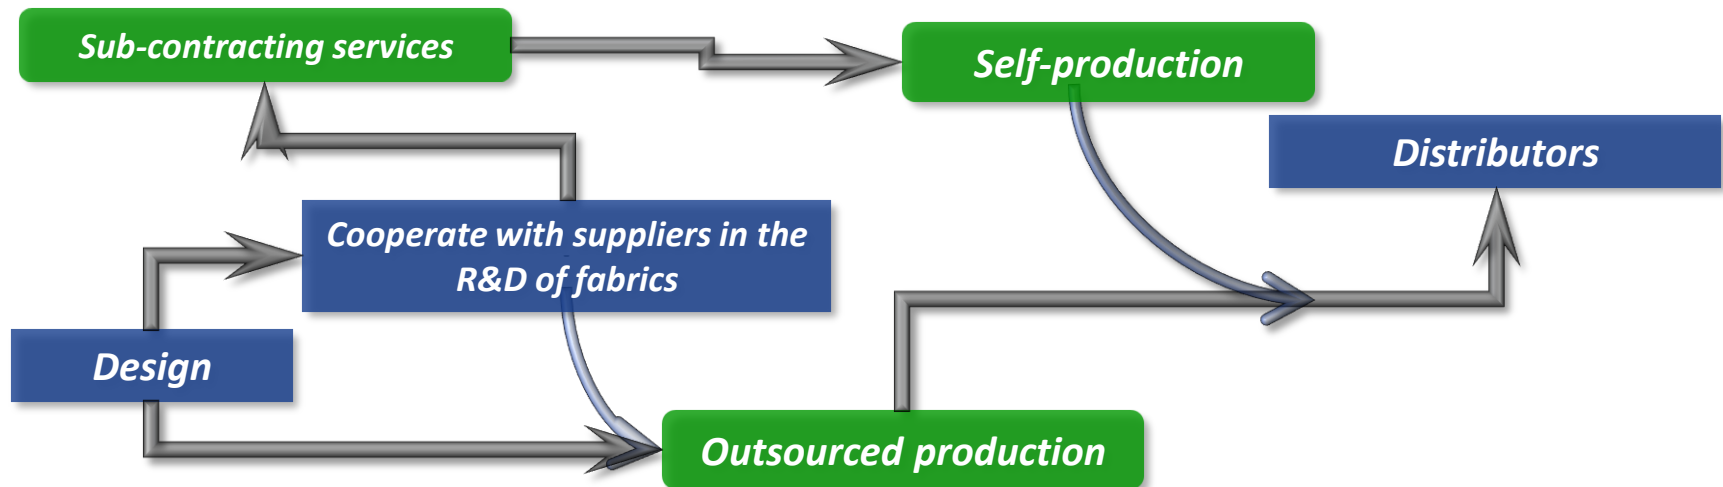 Sub-contracting services
Self-production
Distributors
Cooperate with suppliers in the
R&D of fabrics
Design
Outsourced production